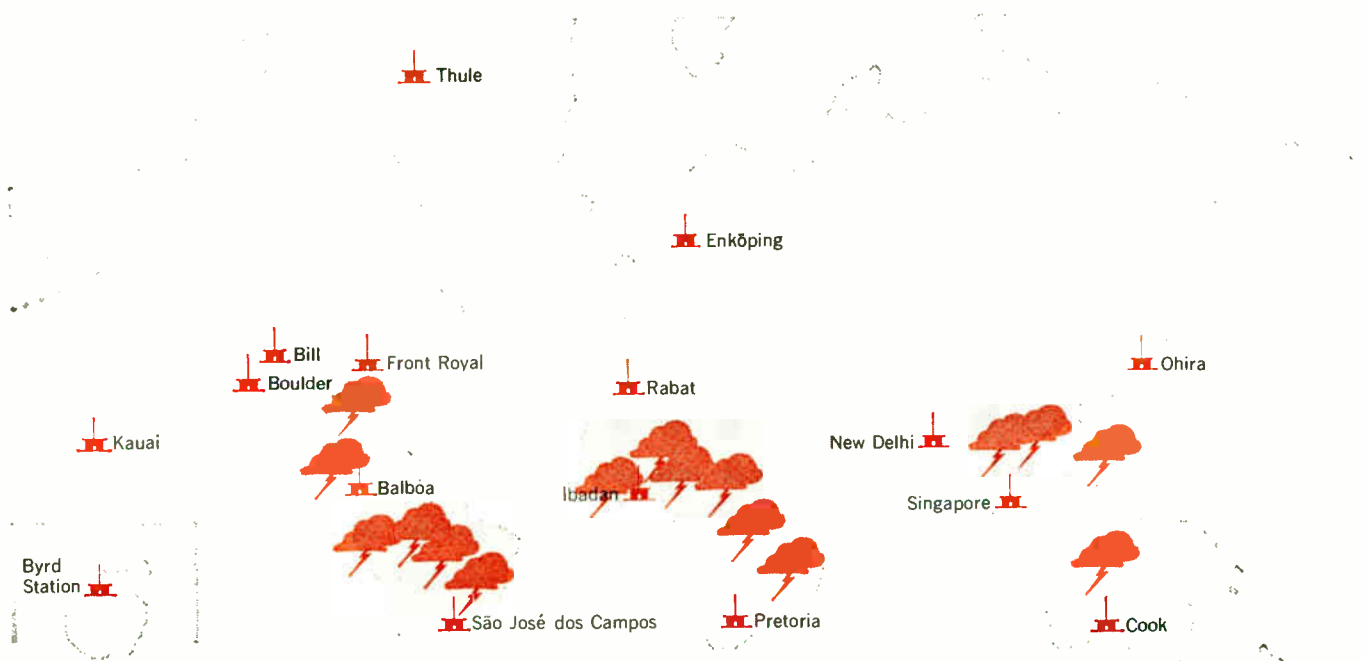 Thule
Enköping
Bill
Front Royal
Boulder
Rabat
Ohira
Kauai
New Delhi
Balboa
Ibadan
Singapore
Byrd
Station
São José dos Campos
Pretoria
Cook